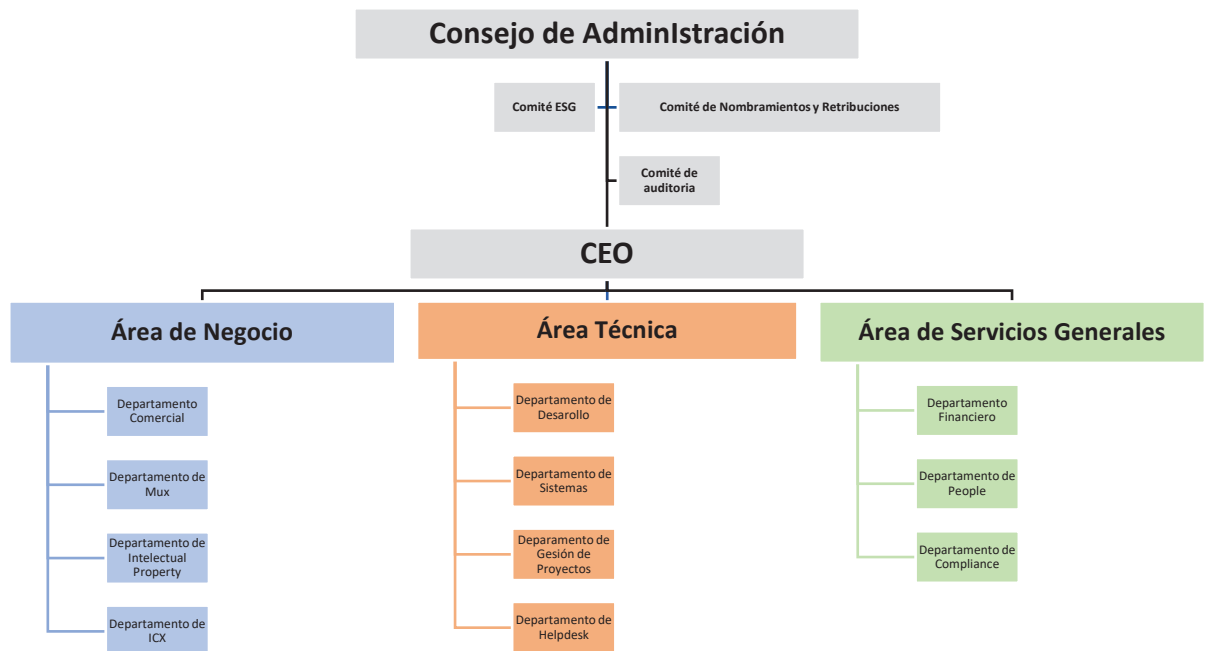 Consejo de AdminIstración
Comité ESG
Comité de Nombramientos y Retribuciones
Comité de
auditoria
CEO
Área de Negocio
Departamento
Comercial
Departamento de
Mux
Departamento de
Intelectual
Property
Departamento de
ICX
Área Técnica
Departamento de
Desarollo
Departamento de
Sistemas
Deparamento de
Gesión de
Proyectos
Departamento de
Helpdesk
Área de Servicios Generales
Departamento
Financiero
Departamento de
People
Departamento de
Compliance